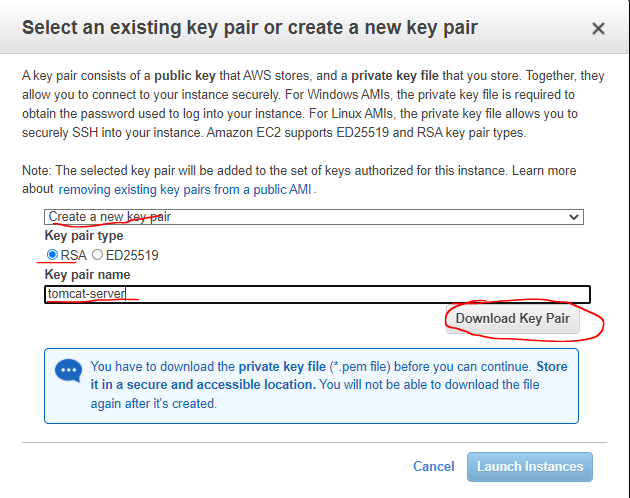 Select an existing key pair or create a new key pair
A key pair consists of a public key that AWS stores, and a private key file that you store. Together, they
allow you to connect to your instance securely. For Windows AMIs, the private key file is required to
obtain the password used to log into your instance. For Linux AMIs, the private key file allows you to
securely SSH into your instance. Amazon EC2 supports ED25519 and RSA key pair types.
Note: The selected key pair will be added to the set of keys authorized for this instance. Learn more
about removing existing key pairs from a public AMI .
Create a new key pair
Key pair type
RSA ED25519
Key pair name
tomcat-server
Download Key Pair
You have to download the private key file (*.pem file) before you can continue. Store
it in a secure and accessible location. You will not be able to download the file
again after it's created.
Cancel Launch Instances